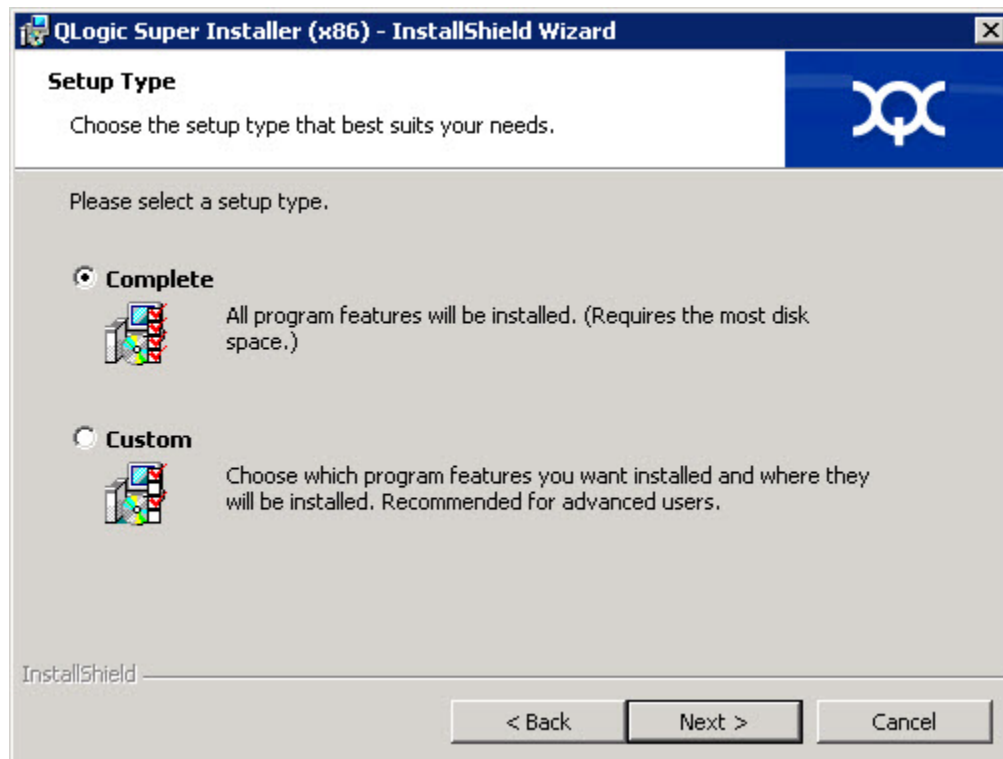 QLogic Super Installer (x86) - InstallShield Wizard
Setup Type
Choose the setup type that best suits your needs.
Please select a setup type.
Complete
All program features will be installed. (Requires the most disk
space.)
Custom
Choose which program features you want installed and where they
will be installed. Recommended for advanced users.
InstallShield
< Back
Next >
Cancel